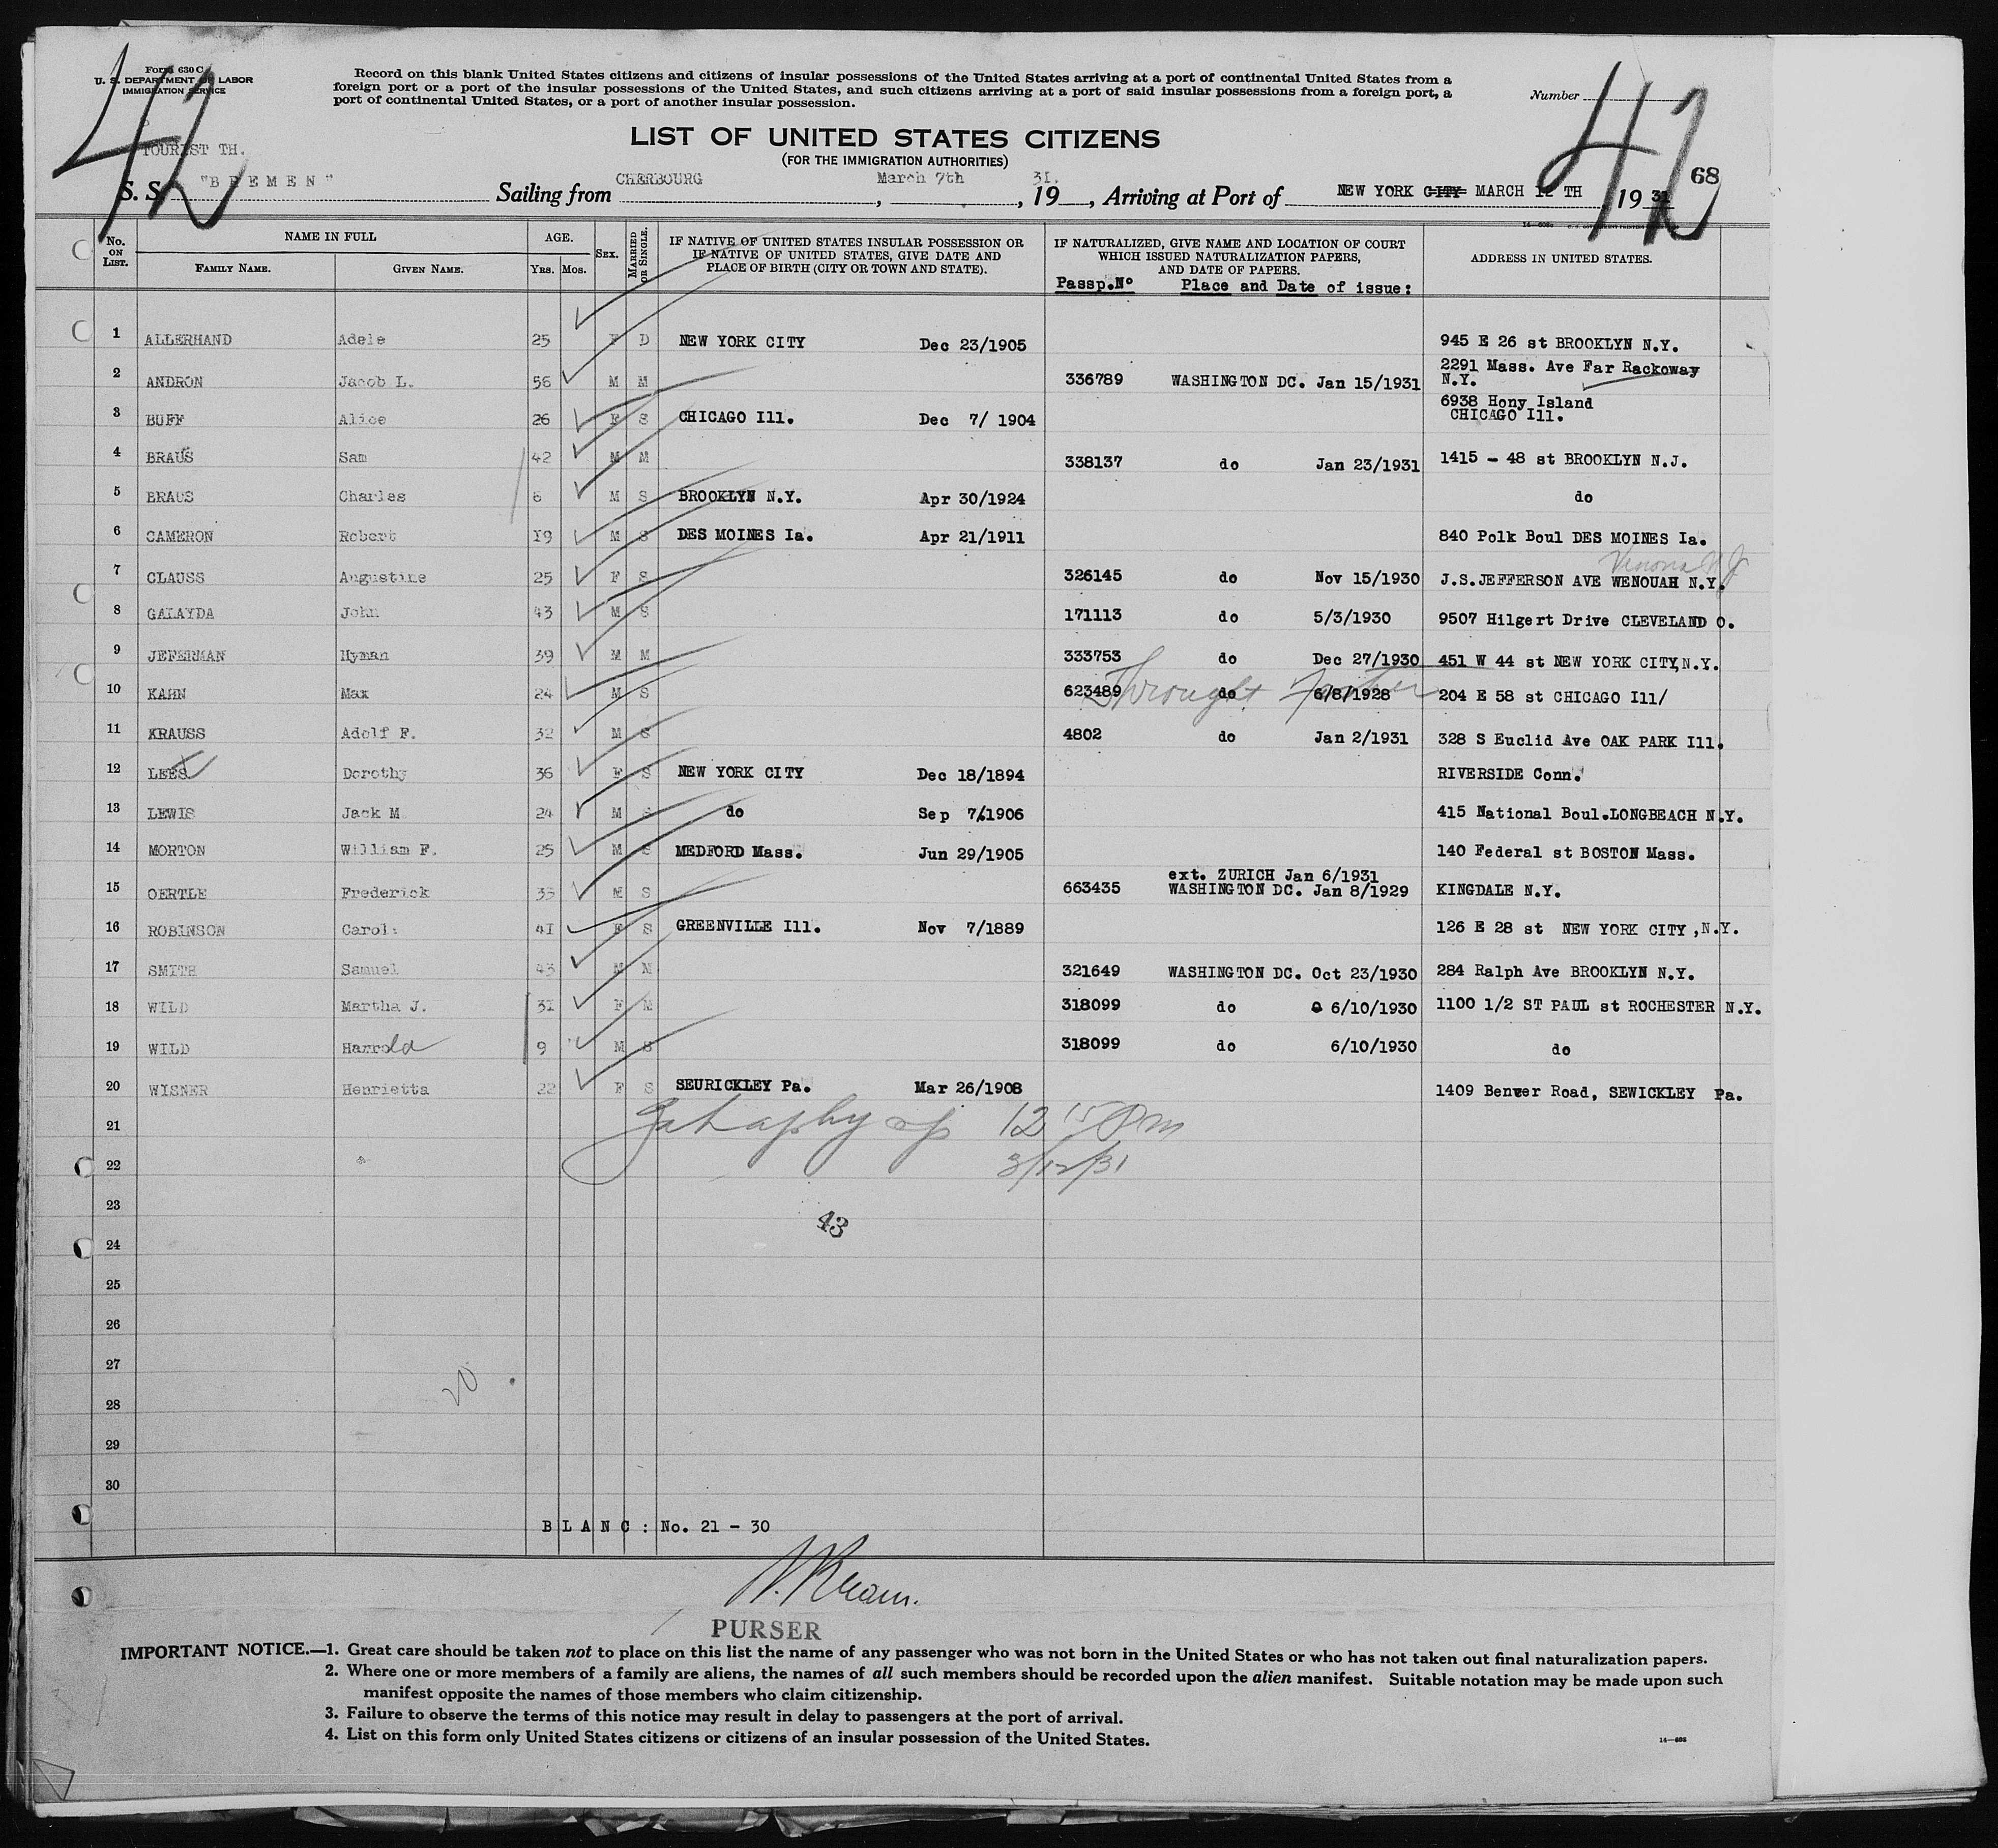 42
Form 630 C
U. S. DEPARTMENT OF LABOR
IMMIGRATION SERVICE
Record on this blank United States citizens and citizens of insular possessions of the United States arriving at a port of continental United States from a
foreign port or a port of the insular possessions of the United States, and such citizens arriving at a port of said insular possessions from a foreign port, a
port of continental United States, or a port of another insular possession.
Number
42
LIST OF UNITED STATES CITIZENS
(FOR THE IMMIGRATION AUTHORITIES)
TOURIST TH.
68
S. S. "BREMEN" Sailing from CHERBOURG, March 7th, 1931., Arriving at Port of NEW YORK CITY MARCH 12 TH, 1931
No. ON LIST. NAME IN FULL FAMILY NAME. GIVEN NAME. AGE. YRS. MOS. SEX. MARRIED OR SINGLE. IF NATIVE OF UNITED STATES INSULAR POSSESSION OR IF NATIVE OF UNITED STATES, GIVE DATE AND PLACE OF BIRTH (CITY OR TOWN AND STATE). IF NATURALIZED, GIVE NAME AND LOCATION OF COURT WHICH ISSUED NATURALIZATION PAPERS, AND DATE OF PAPERS. ADDRESS IN UNITED STATES.
Passp.No Place and Date of issue:
1 ALLERHAND Adele 25 F D NEW YORK CITY Dec 23/1905 945 E 26 st BROOKLYN N.Y.
2 ANDRON Jacob L. 56 M M 336789 WASHINGTON DC. Jan 15/1931 2291 Mass. Ave Far Rackoway N.Y.
3 BUFF Alice 26 F S CHICAGO Ill. Dec 7/ 1904 6938 Hony Island CHICAGO Ill.
4 BRAUS Sam 42 M M 338137 do Jan 23/1931 1415 - 48 st BROOKLYN N.J.
5 BRAUS Charles 6 M S BROOKLYN N.Y. Apr 30/1924 do
6 CAMERON Robert 19 M S DES MOINES Ia. Apr 21/1911 840 Polk Boul DES MOINES Ia.
7 CLAUSS Augustine 25 F S 326145 do Nov 15/1930 J.S.JEFFERSON AVE WENOUAH N.Y.
8 GALAYDA John 43 M S 171113 do 5/3/1930 9507 Hilgert Drive CLEVELAND O.
9 JEFERMAN Hyman 39 M M 333753 do Dec 27/1930 451 W 44 st NEW YORK CITY,N.Y.
10 KAHN Max 24 M S 623489 do 6/8/1928 204 E 58 st CHICAGO Ill/
Throught Father
11 KRAUSS Adolf F. 32 M S 4802 do Jan 2/1931 328 S Euclid Ave OAK PARK Ill.
12 LEES Dorothy 36 F S NEW YORK CITY Dec 18/1894 RIVERSIDE Conn.
13 LEWIS Jack M 24 M S do Sep 7/1906 415 National Boul.LONGBEACH N.Y.
14 MORTON William F. 25 M S MEDFORD Mass. Jun 29/1905 140 Federal st BOSTON Mass.
15 OERTLE Frederick 35 M S 663435 ext. ZURICH Jan 6/1931 WASHINGTON DC. Jan 8/1929 KINGDALE N.Y.
16 ROBINSON Carol 41 F S GREENVILLE Ill. Nov 7/1889 126 E 28 st NEW YORK CITY,N.Y.
17 SMITH Samuel 43 M M 321649 WASHINGTON DC. Oct 23/1930 284 Ralph Ave BROOKLYN N.Y.
18 WILD Martha J. 31 F M 318099 do 6/10/1930 1100 1/2 ST PAUL st ROCHESTER N.Y.
19 WILD Harrold 9 M S 318099 do 6/10/1930 do
20 WISNER Henrietta 22 F S SEURICKLEY Pa. Mar 26/1908 1409 Benver Road, SEWICKLEY Pa.
21
12 15 Pm
22
3/12/31
23
43
24
25
26
27
20
28
29
30
BLANC: No. 21 - 30
PURSER
IMPORTANT NOTICE.—1. Great care should be taken not to place on this list the name of any passenger who was not born in the United States or who has not taken out final naturalization papers.
2. Where one or more members of a family are aliens, the names of all such members should be recorded upon the alien manifest. Suitable notation may be made upon such
manifest opposite the names of those members who claim citizenship.
3. Failure to observe the terms of this notice may result in delay to passengers at the port of arrival.
4. List on this form only United States citizens or citizens of an insular possession of the United States.